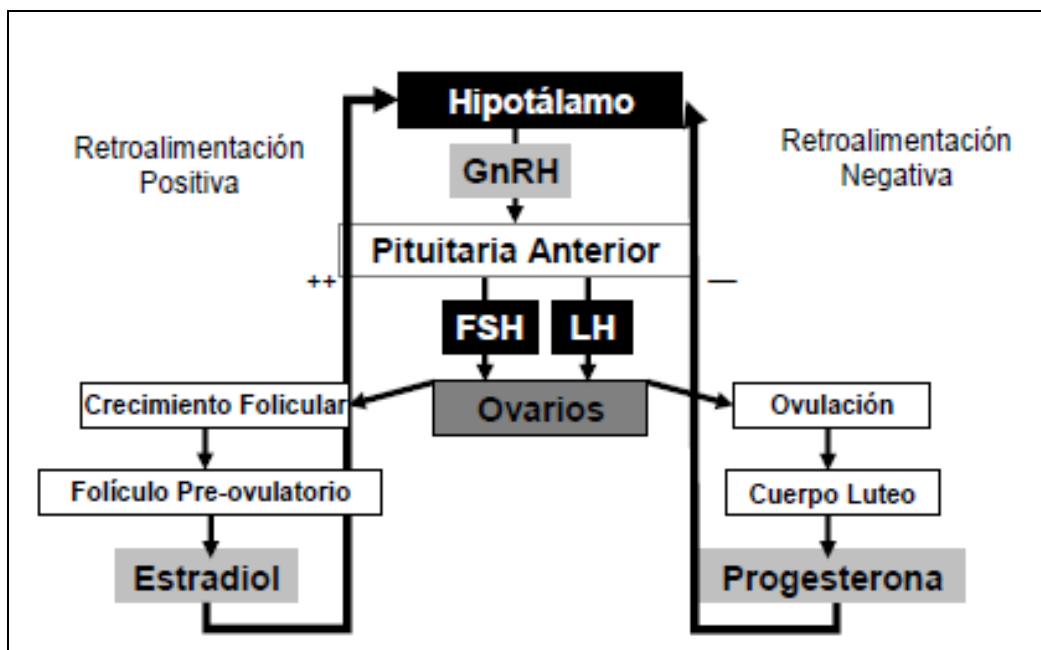 Hipotálamo
Retroalimentación
Positiva
Retroalimentación
Negativa
GnRH
Pituitaria Anterior
++
—
FSH
LH
Crecimiento Folicular
Ovarios
Ovulación
Folículo Pre-ovulatorio
Cuerpo Luteo
Estradiol
Progesterona